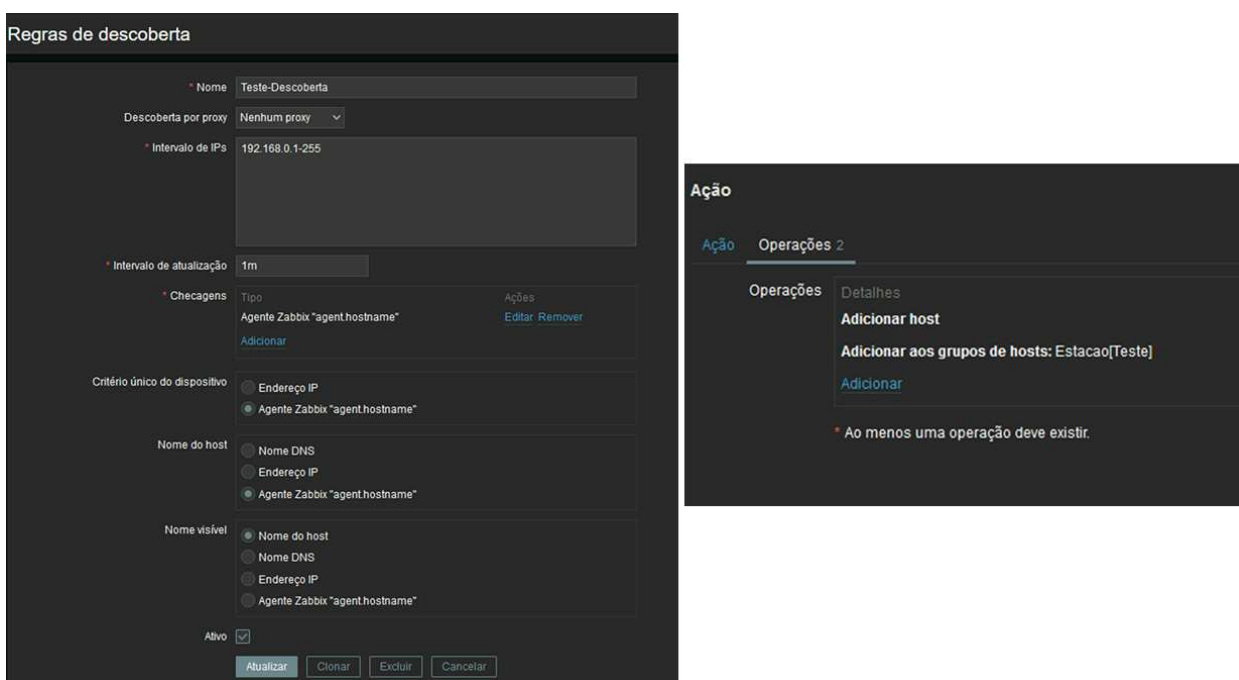 Regras de descoberta
* Nome Teste-Descoberta
Descoberta por proxy Nenhum proxy
* Intervalo de IPs 192.168.0.1-255
* Intervalo de atualização 1m
* Checagens Tipo Ações
Agente Zabbix "agent.hostname" Editar Remover
Adicionar
Critério único do dispositivo
Endereço IP
Agente Zabbix "agent.hostname"
Nome do host
Nome DNS
Endereço IP
Agente Zabbix "agent.hostname"
Nome visível
Nome do host
Nome DNS
Endereço IP
Agente Zabbix "agent.hostname"
Ativo
Atualizar Clonar Excluir Cancelar
Ação
Ação Operações 2
Operações Detalhes
Adicionar host
Adicionar aos grupos de hosts: Estacao[Teste]
Adicionar
* Ao menos uma operação deve existir.